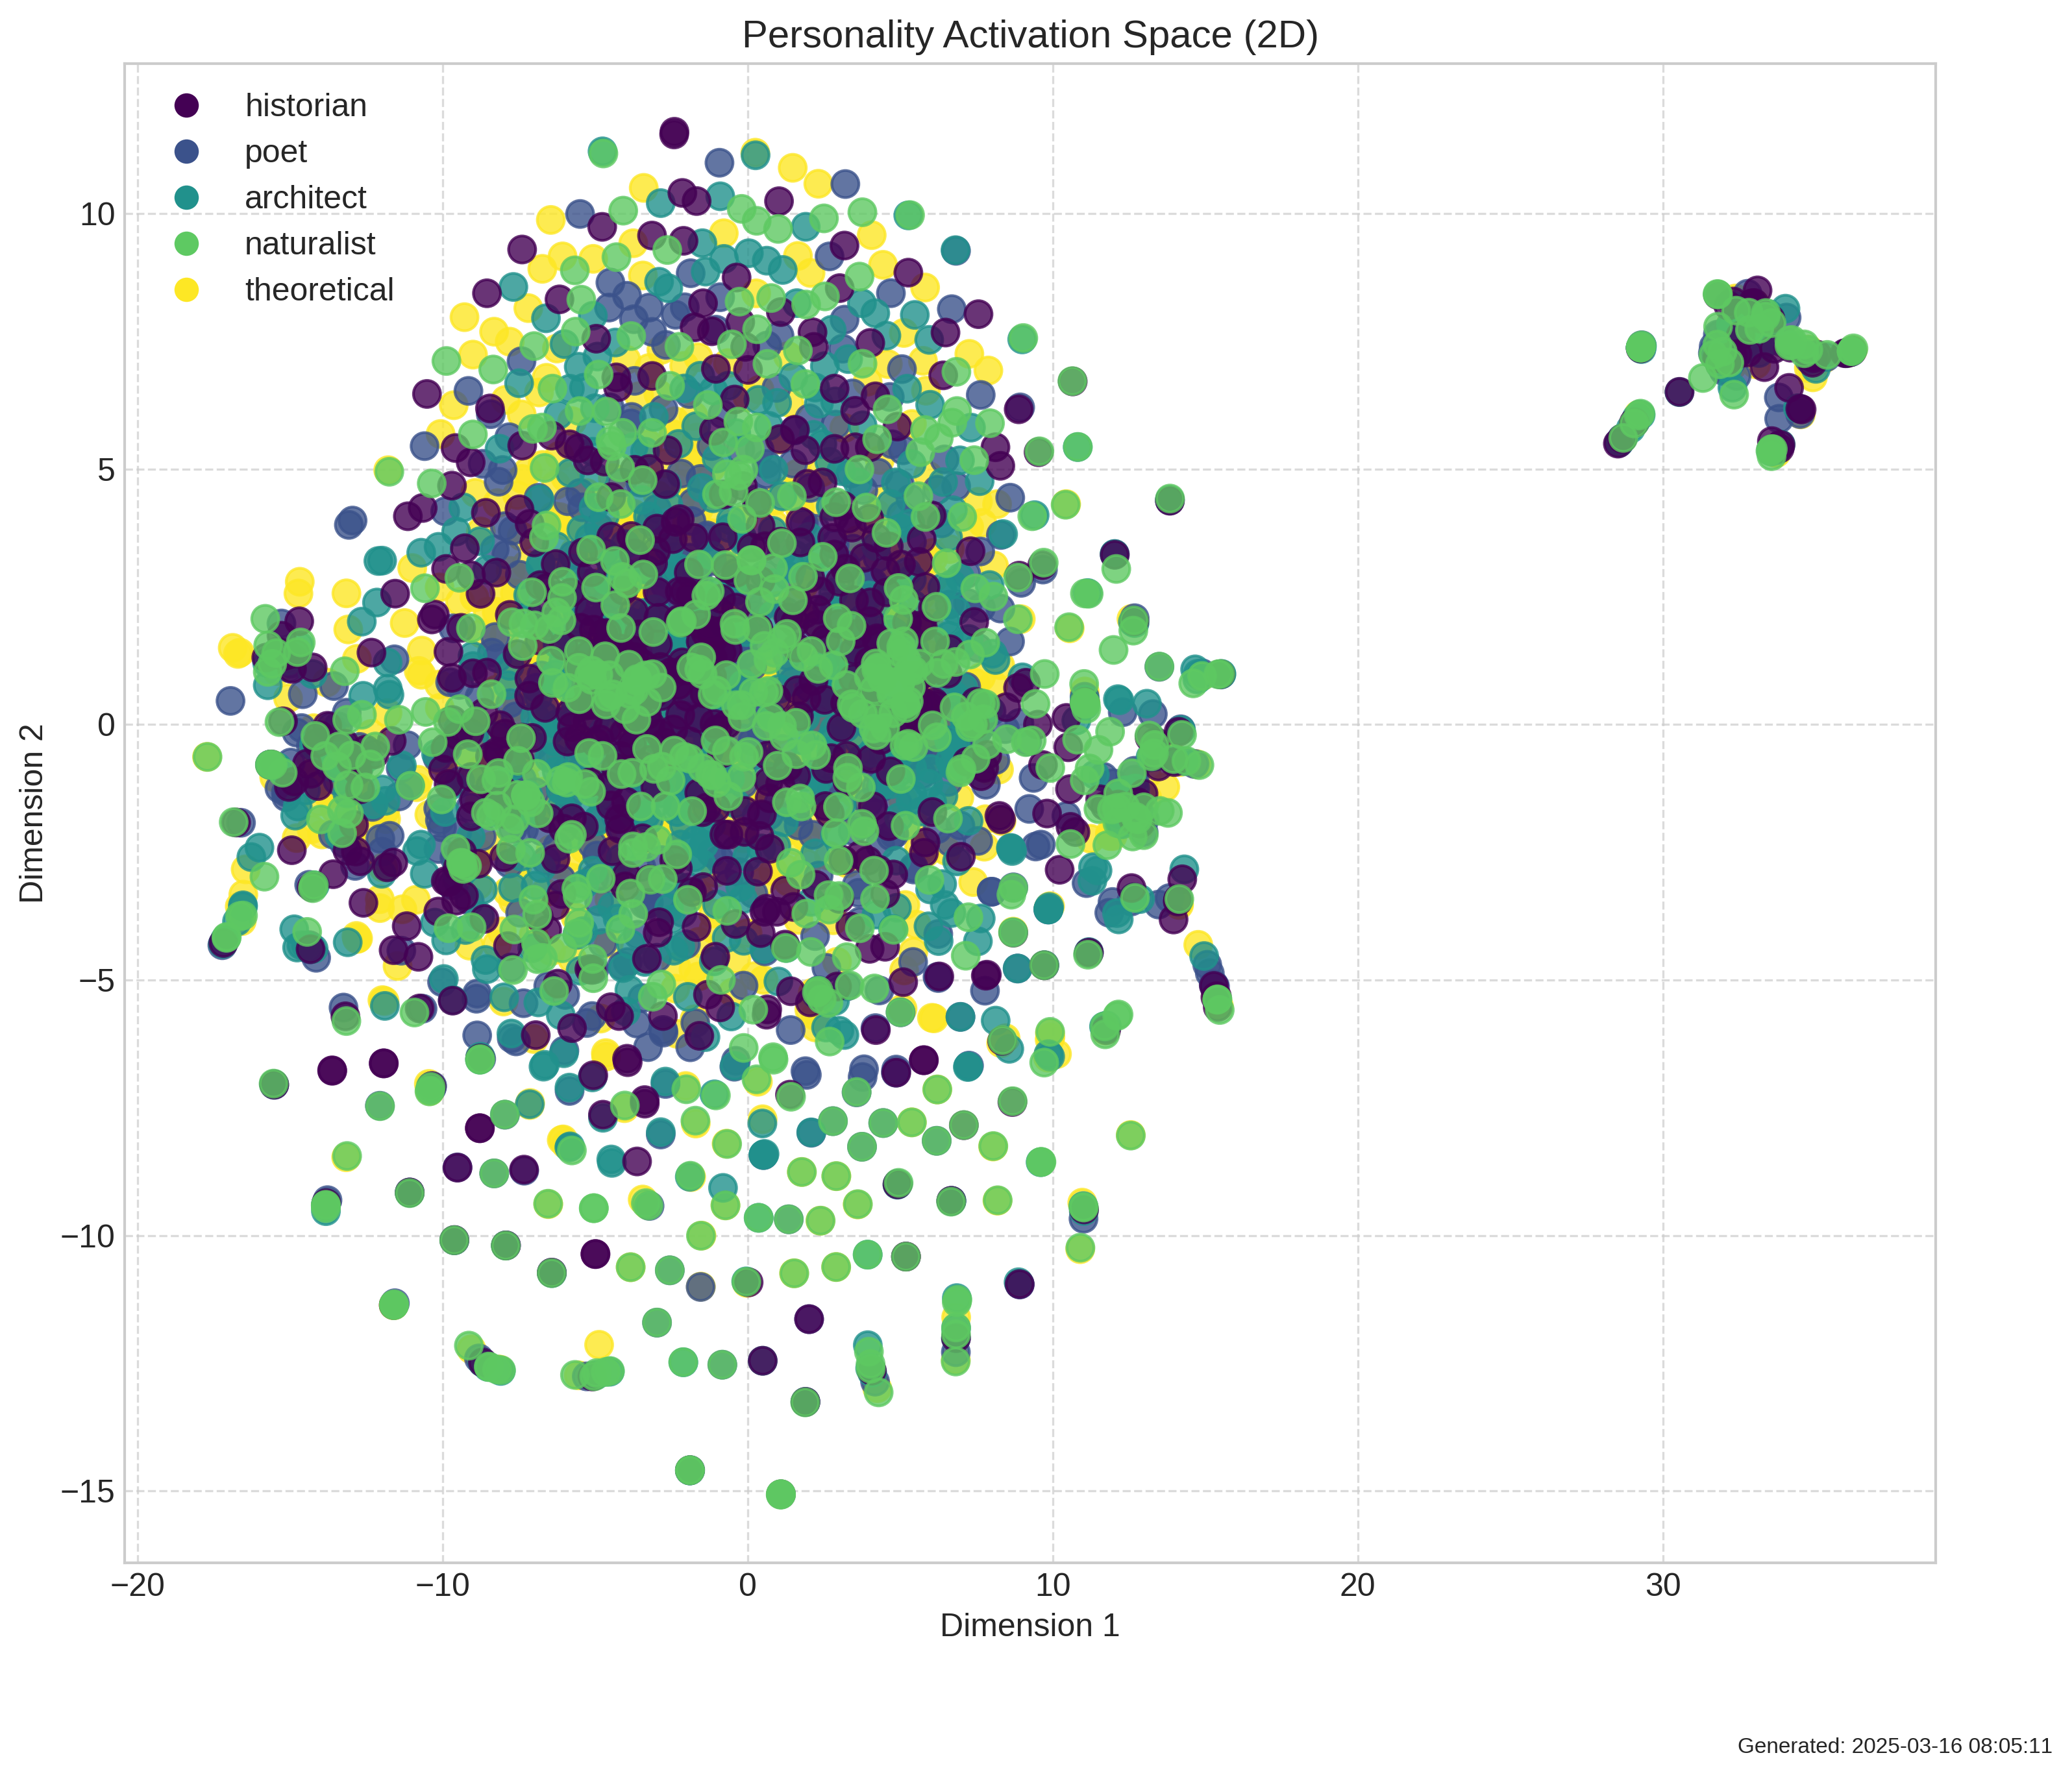 Personality Activation Space (2D)
historian
poet
architect
naturalist
theoretical
10
5
0
−5
−10
−15
Dimension 2
−20 −10 0 10 20 30
Dimension 1
Generated: 2025-03-16 08:05:11